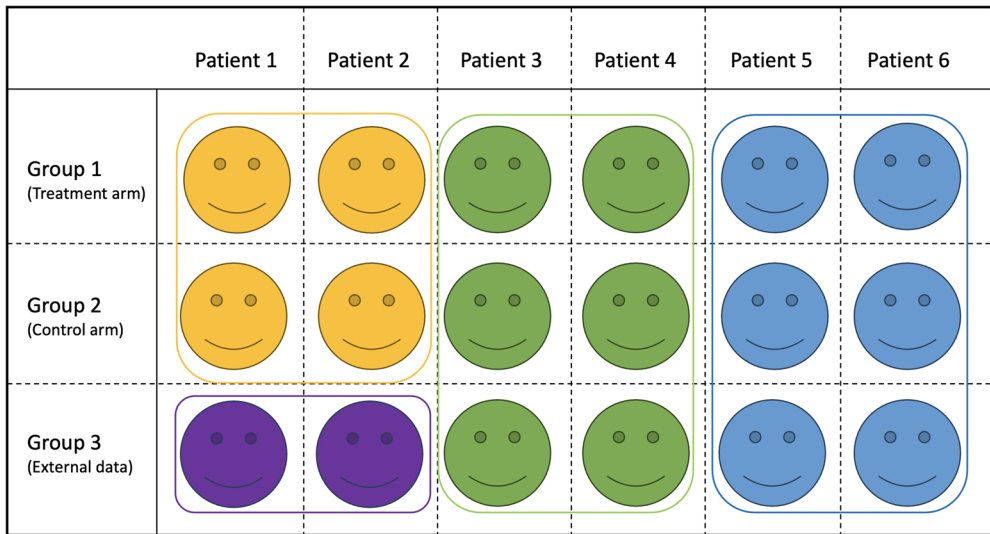 Patient 1 Patient 2 Patient 3 Patient 4 Patient 5 Patient 6
Group 1
(Treatment arm)
Group 2
(Control arm)
Group 3
(External data)